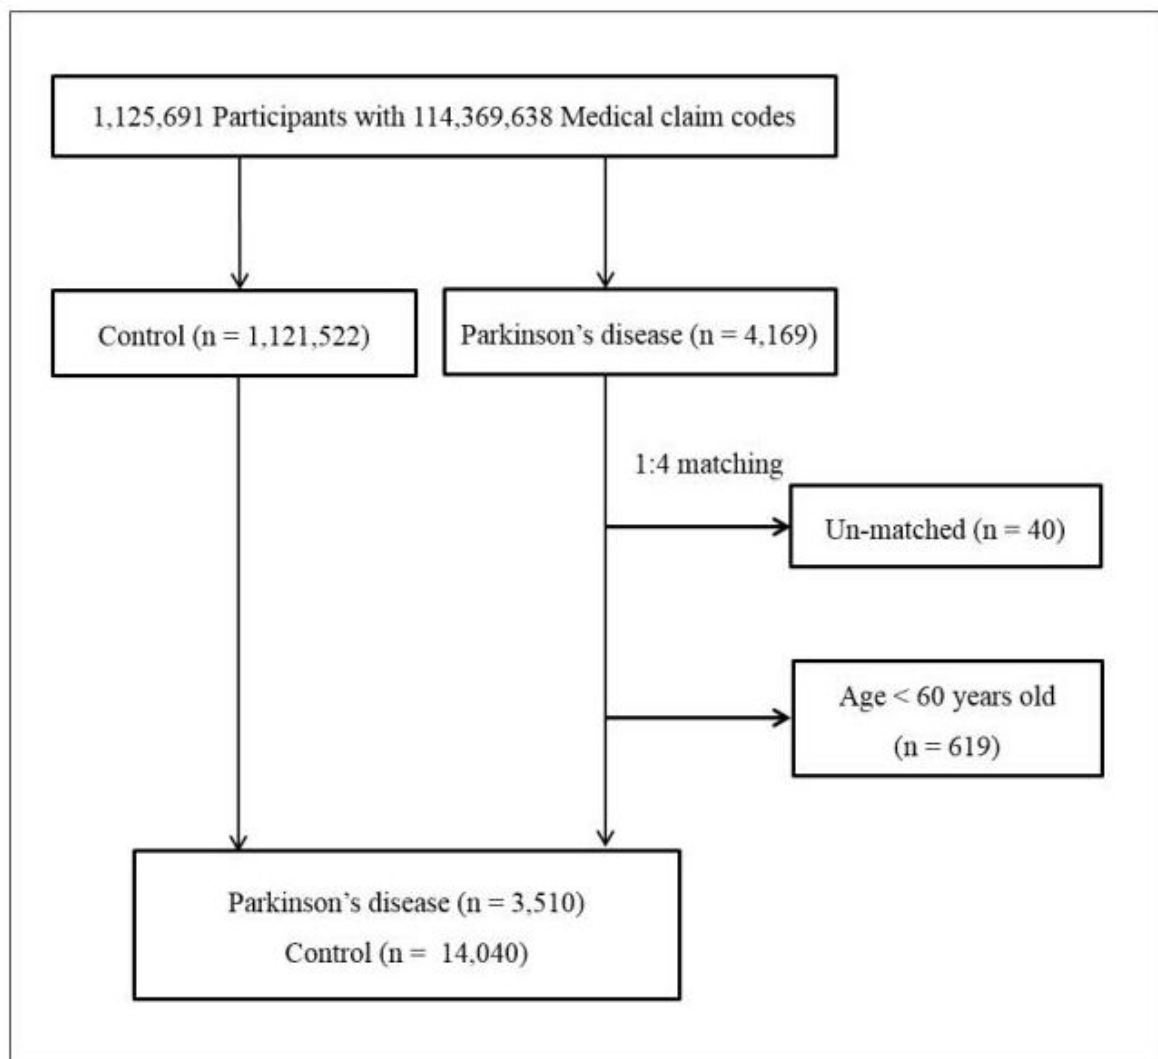 1,125,691 Participants with 114,369,638 Medical claim codes
Control (n = 1,121,522)
Parkinson’s disease (n = 4,169)
1:4 matching
Un-matched (n = 40)
Age < 60 years old
(n = 619)
Parkinson’s disease (n = 3,510)
Control (n =  14,040)